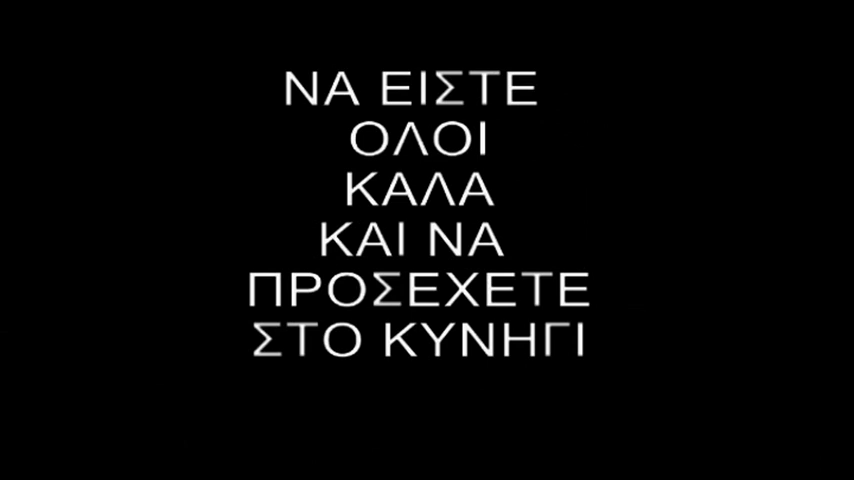 ΝΑ ΕΙΣΤΕ
ΟΛΟΙ
ΚΑΛΑ
ΚΑΙ ΝΑ
ΠΡΟΣΕΧΕΤΕ
ΣΤΟ ΚΥΝΗΓΙ